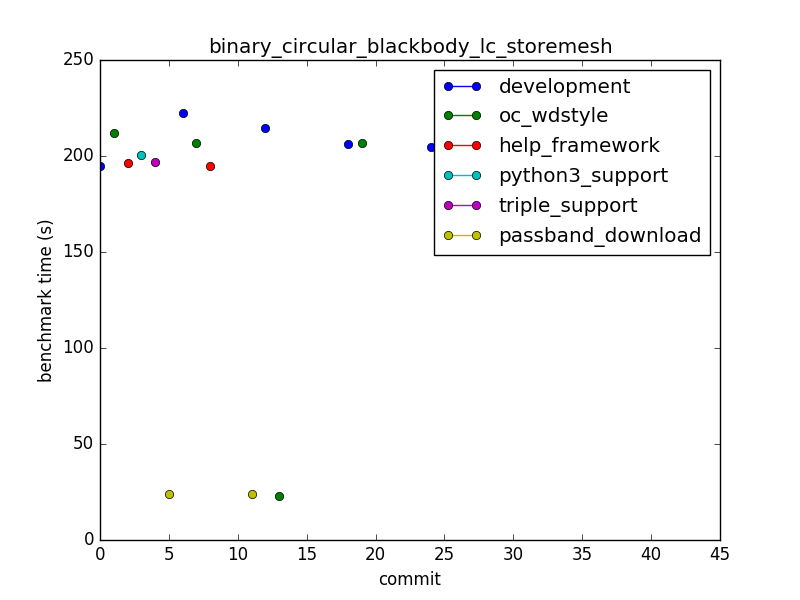 binary_circular_blackbody_lc_storemesh
250
200
150
100
50
0
benchmark time (s)
development
oc_wdstyle
help_framework
python3_support
triple_support
passband_download
0 5 10 15 20 25 30 35 40 45
commit